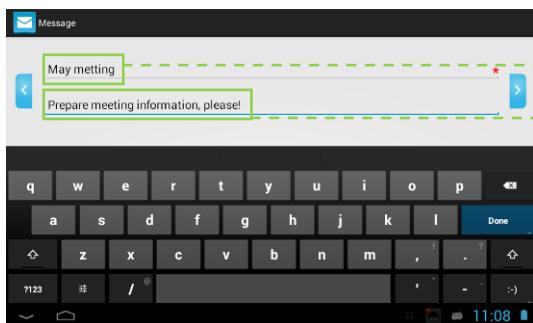 Message
May metting
*
Prepare meeting information, please!
q w e r t y u i o p
a s d f g h j k l Done
z x c v b n m , ! . ?
?123 / @ ' " - _ :-)
11:08